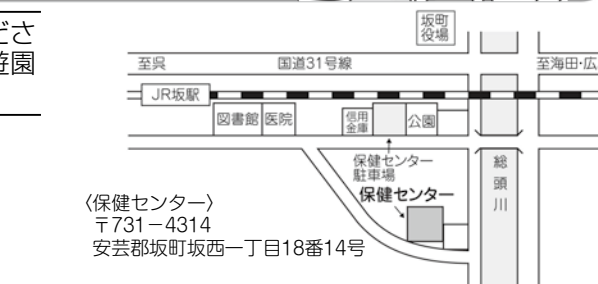 ださ
遊園
坂町
役場
至呉
国道31号線
至海田・広
JR坂駅
図書館
医院
信用
金庫
公園
保健センター
駐車場
保健センター
総頭川
〈保健センター〉
〒731－4314
安芸郡坂町坂西一丁目18番14号